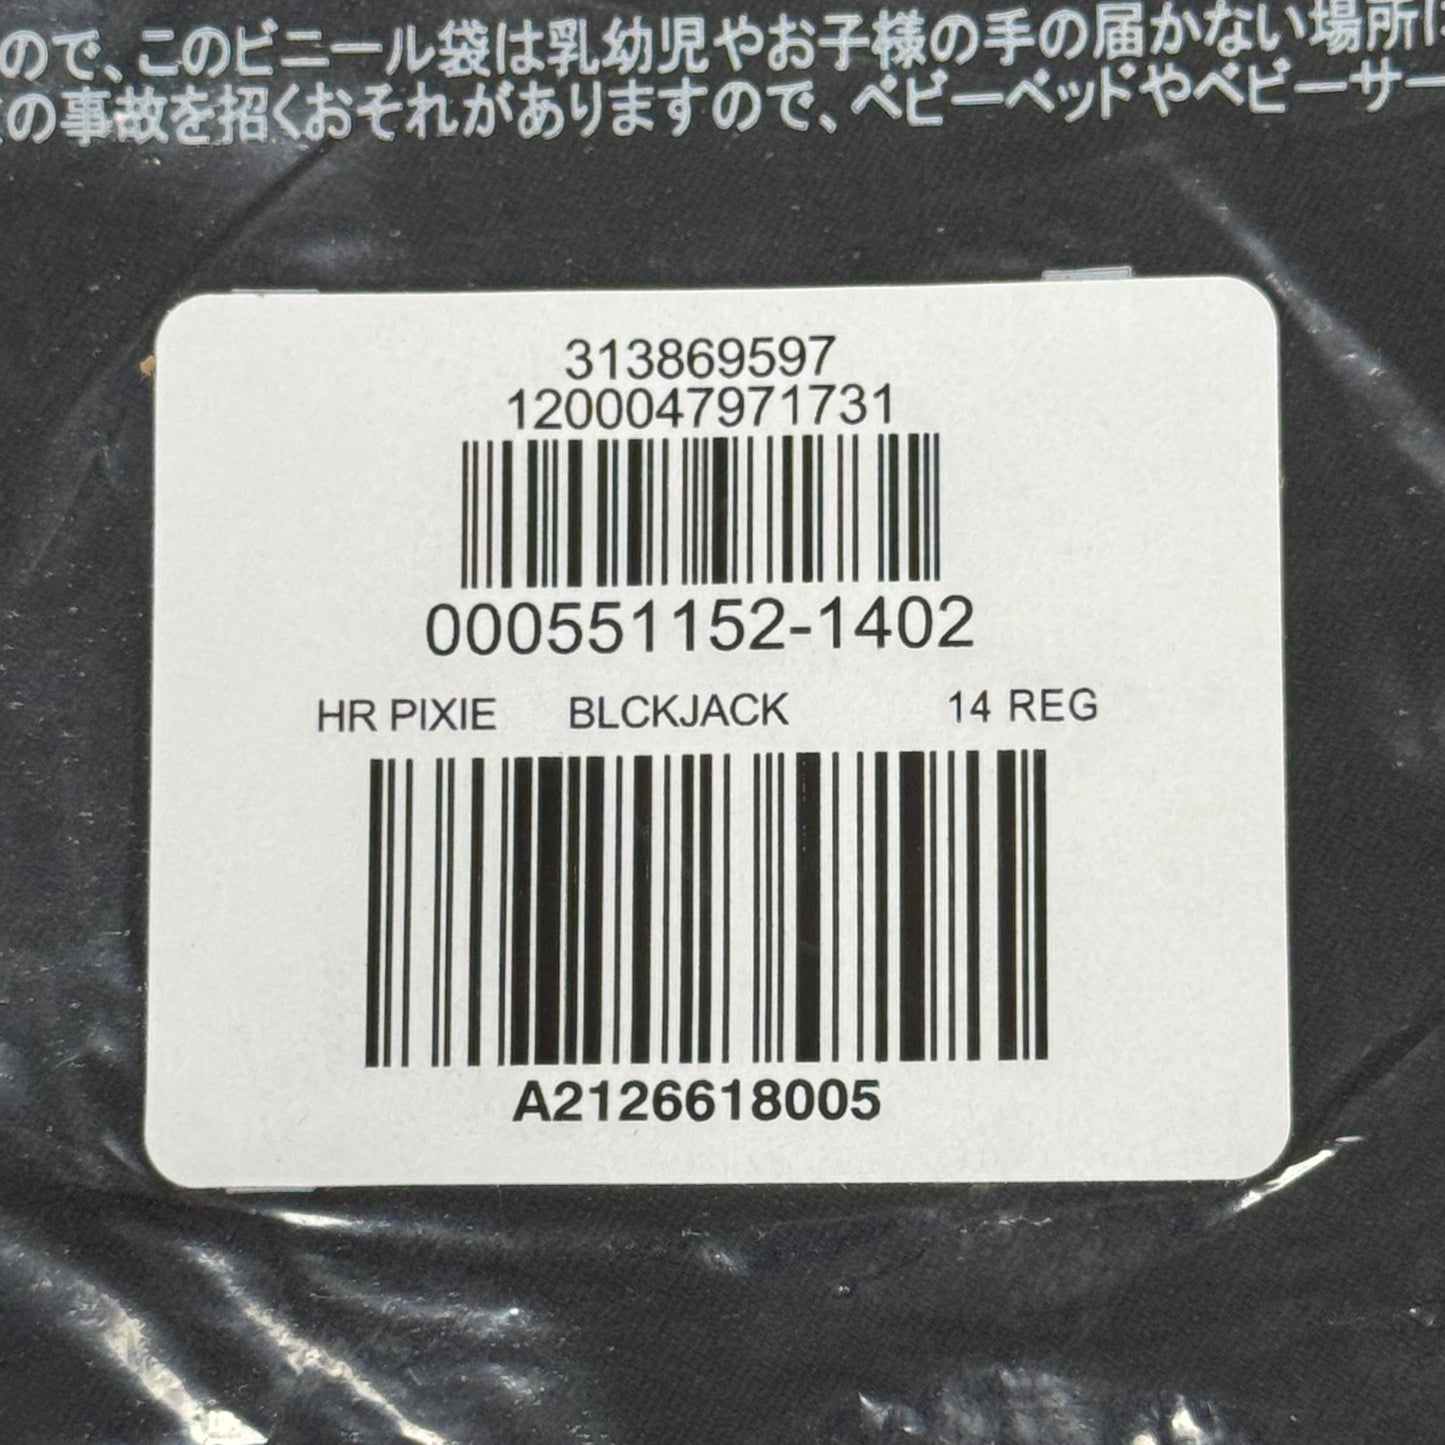 ので、このビニール袋は乳幼児やお子様の手の届かない場所に
の事故を招くおそれがありますので、ベビーベッドやベビーサー
313869597
1200047971731
000551152-1402
HR PIXIE BLCKJACK 14 REG
A2126618005